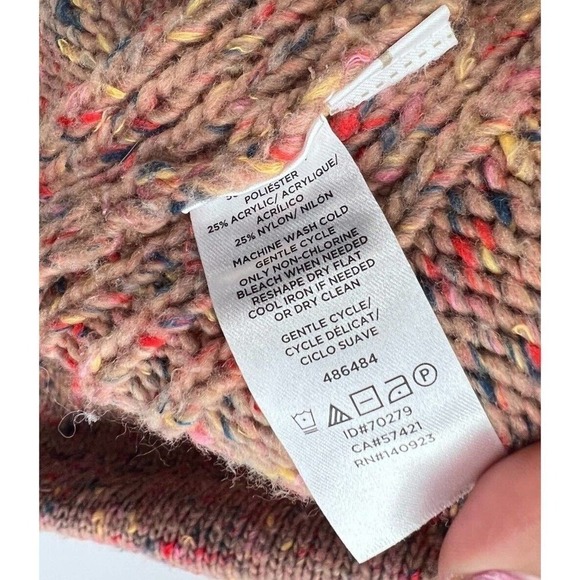 POLIÉSTER
25% ACRYLIC/ ACRYLIQUE/
ACRÍLICO
25% NYLON/ NILÓN
MACHINE WASH COLD
GENTLE CYCLE
ONLY NON-CHLORINE
BLEACH WHEN NEEDED
RESHAPE DRY FLAT
COOL IRON IF NEEDED
OR DRY CLEAN
GENTLE CYCLE/
CYCLE DÉLICAT/
CICLO SUAVE
486484
P
ID#70279
CA#57421
RN#140923